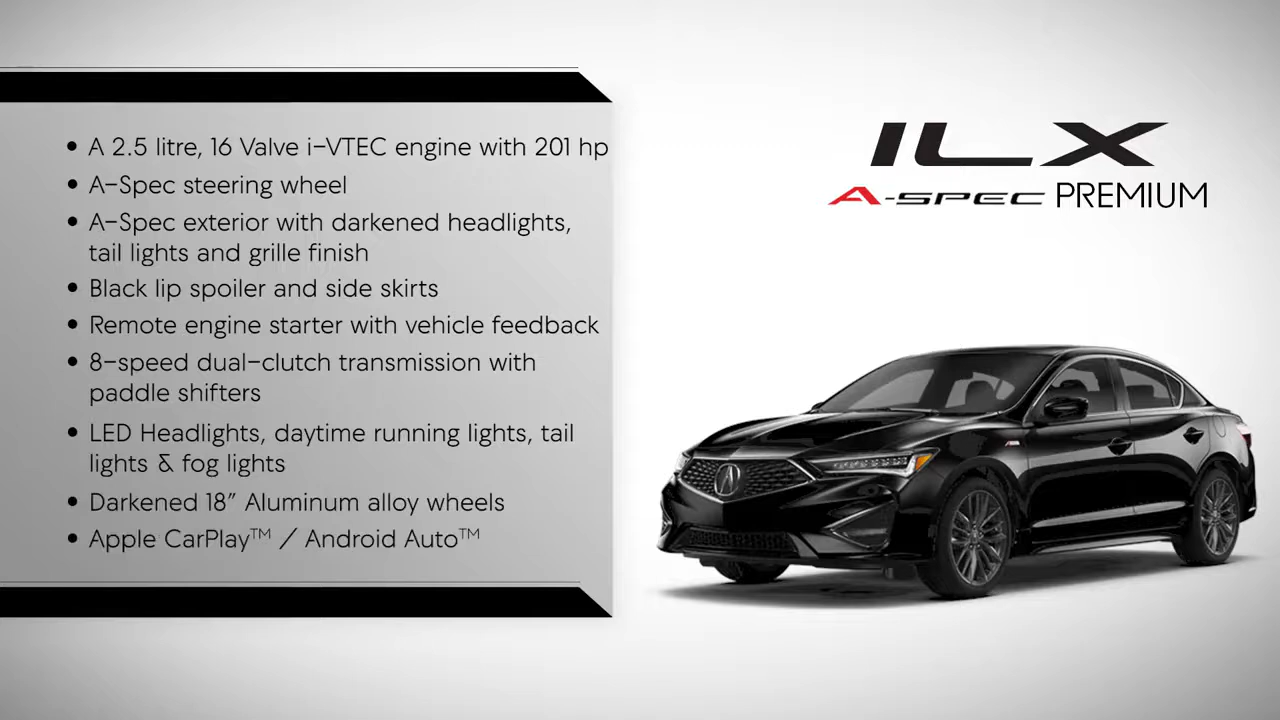 • A 2.5 litre, 16 Valve i-VTEC engine with 201 hp
• A-Spec steering wheel
• A-Spec exterior with darkened headlights,
tail lights and grille finish
• Black lip spoiler and side skirts
• Remote engine starter with vehicle feedback
• 8-speed dual-clutch transmission with
paddle shifters
• LED Headlights, daytime running lights, tail
lights & fog lights
• Darkened 18” Aluminum alloy wheels
• Apple CarPlay™ / Android Auto™
ILX
A-SPEC PREMIUM